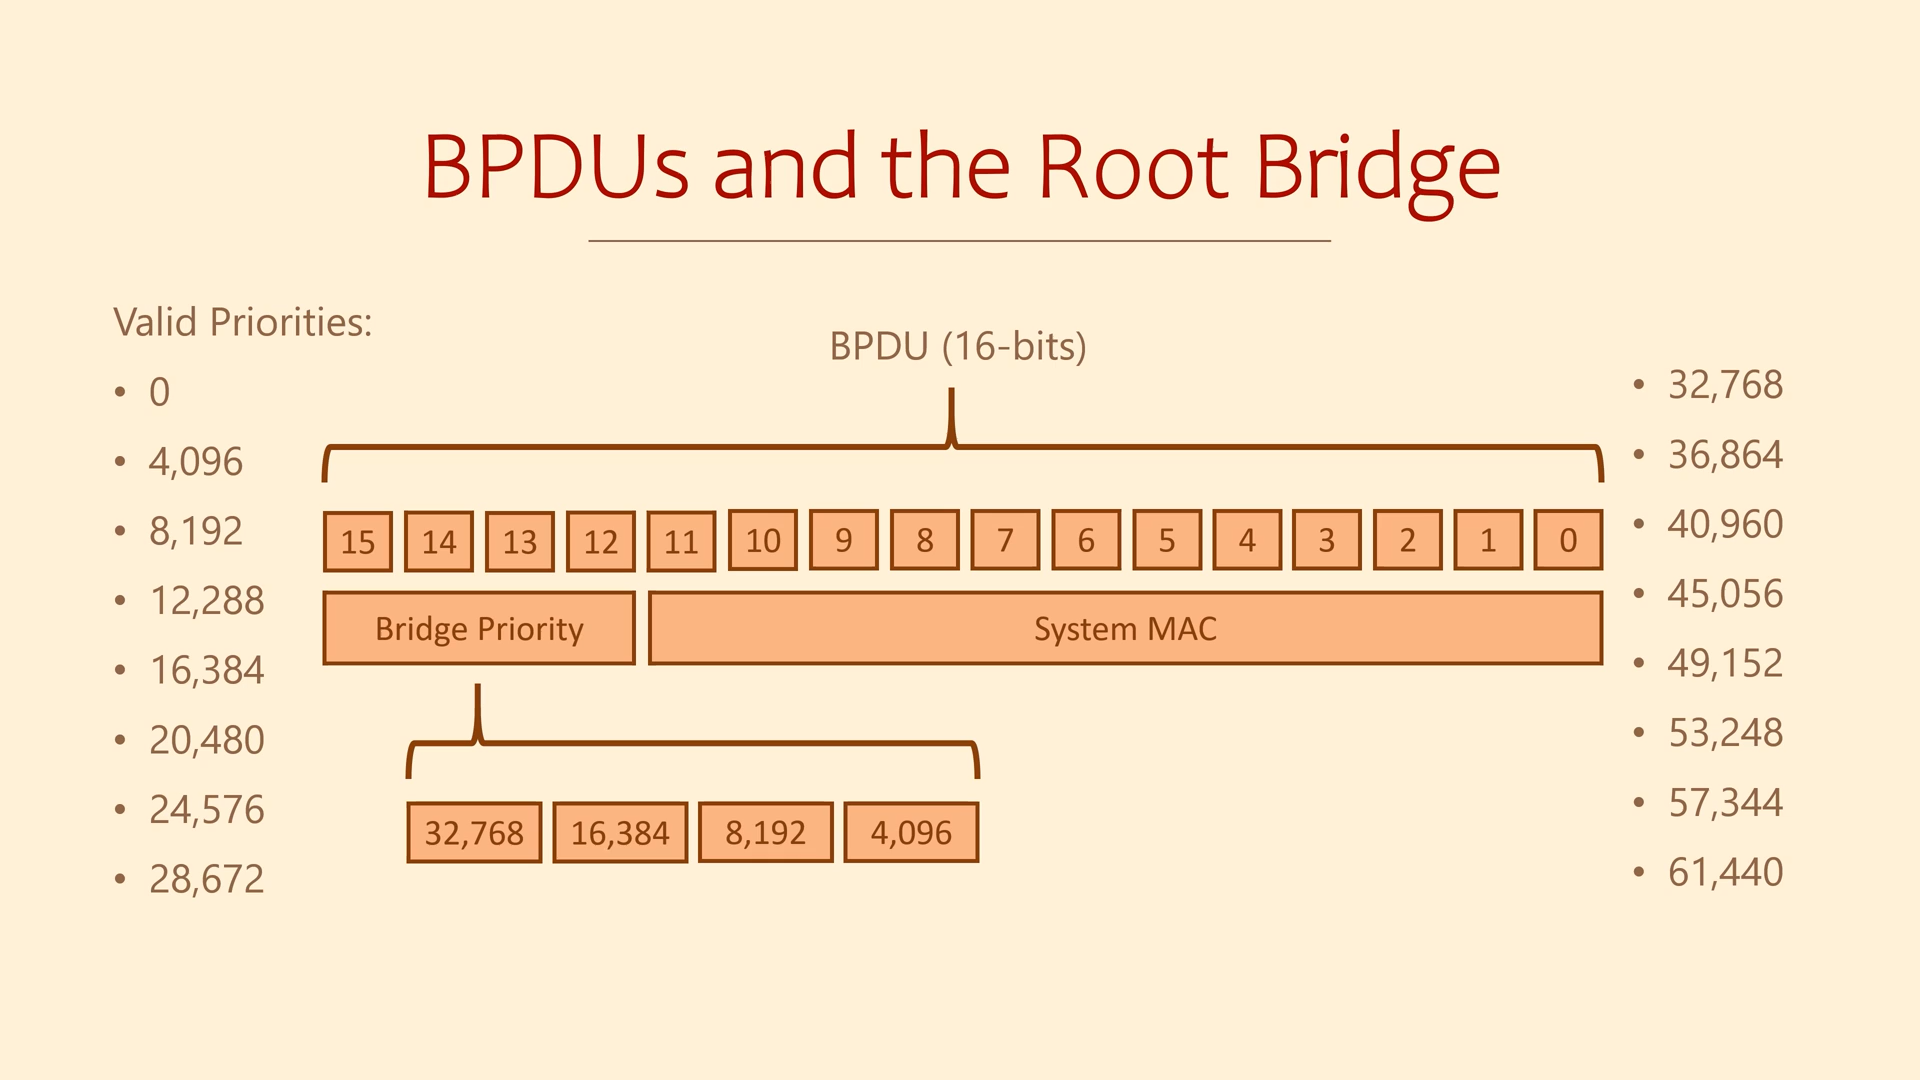 BPDUs and the Root Bridge
Valid Priorities:
• 0
• 4,096
• 8,192
• 12,288
• 16,384
• 20,480
• 24,576
• 28,672
BPDU (16-bits)
15 14 13 12 11 10 9 8 7 6 5 4 3 2 1 0
Bridge Priority System MAC
32,768 16,384 8,192 4,096
• 32,768
• 36,864
• 40,960
• 45,056
• 49,152
• 53,248
• 57,344
• 61,440